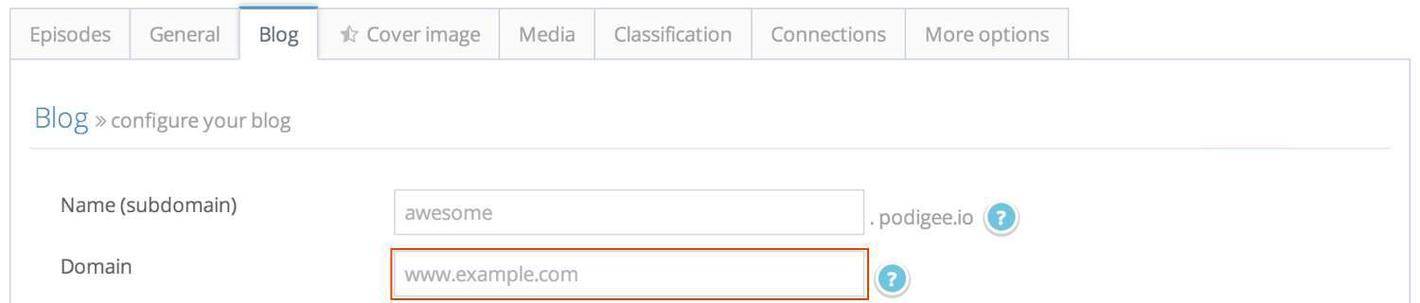 Episodes General Blog Cover image Media Classification Connections More options
Blog » configure your blog
Name (subdomain) awesome . podigee.io ?
Domain www.example.com ?